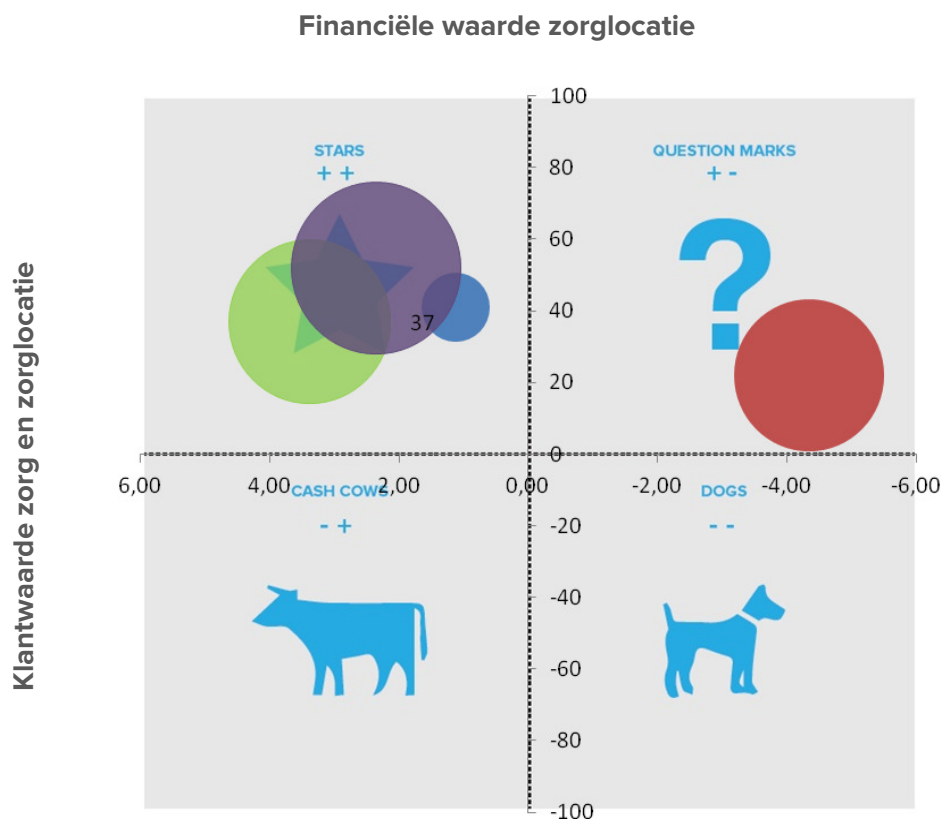 Financiële waarde zorglocatie
Klantwaarde zorg en zorglocatie
100
STARS
+ +
QUESTION MARKS
+ -
80
60
?
40
37
20
0
6,00 4,00 2,00 0,00 -2,00 -4,00 -6,00
CASH COWS
- +
DOGS
- -
-20
-40
-60
-80
-100